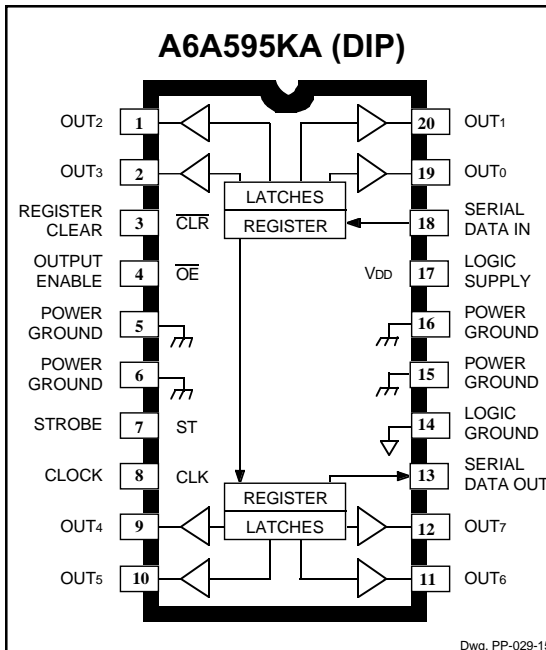 A6A595KA (DIP)
OUT2 1
20 OUT1
OUT3 2
19 OUT0
LATCHES
REGISTER
REGISTER CLEAR 3 CLR
18 SERIAL DATA IN
OUTPUT ENABLE 4 OE
VDD 17 LOGIC SUPPLY
POWER GROUND 5
16 POWER GROUND
POWER GROUND 6
15 POWER GROUND
STROBE 7 ST
14 LOGIC GROUND
CLOCK 8 CLK
13 SERIAL DATA OUT
REGISTER
LATCHES
OUT4 9
12 OUT7
OUT5 10
11 OUT6
Dwg. PP-029-15